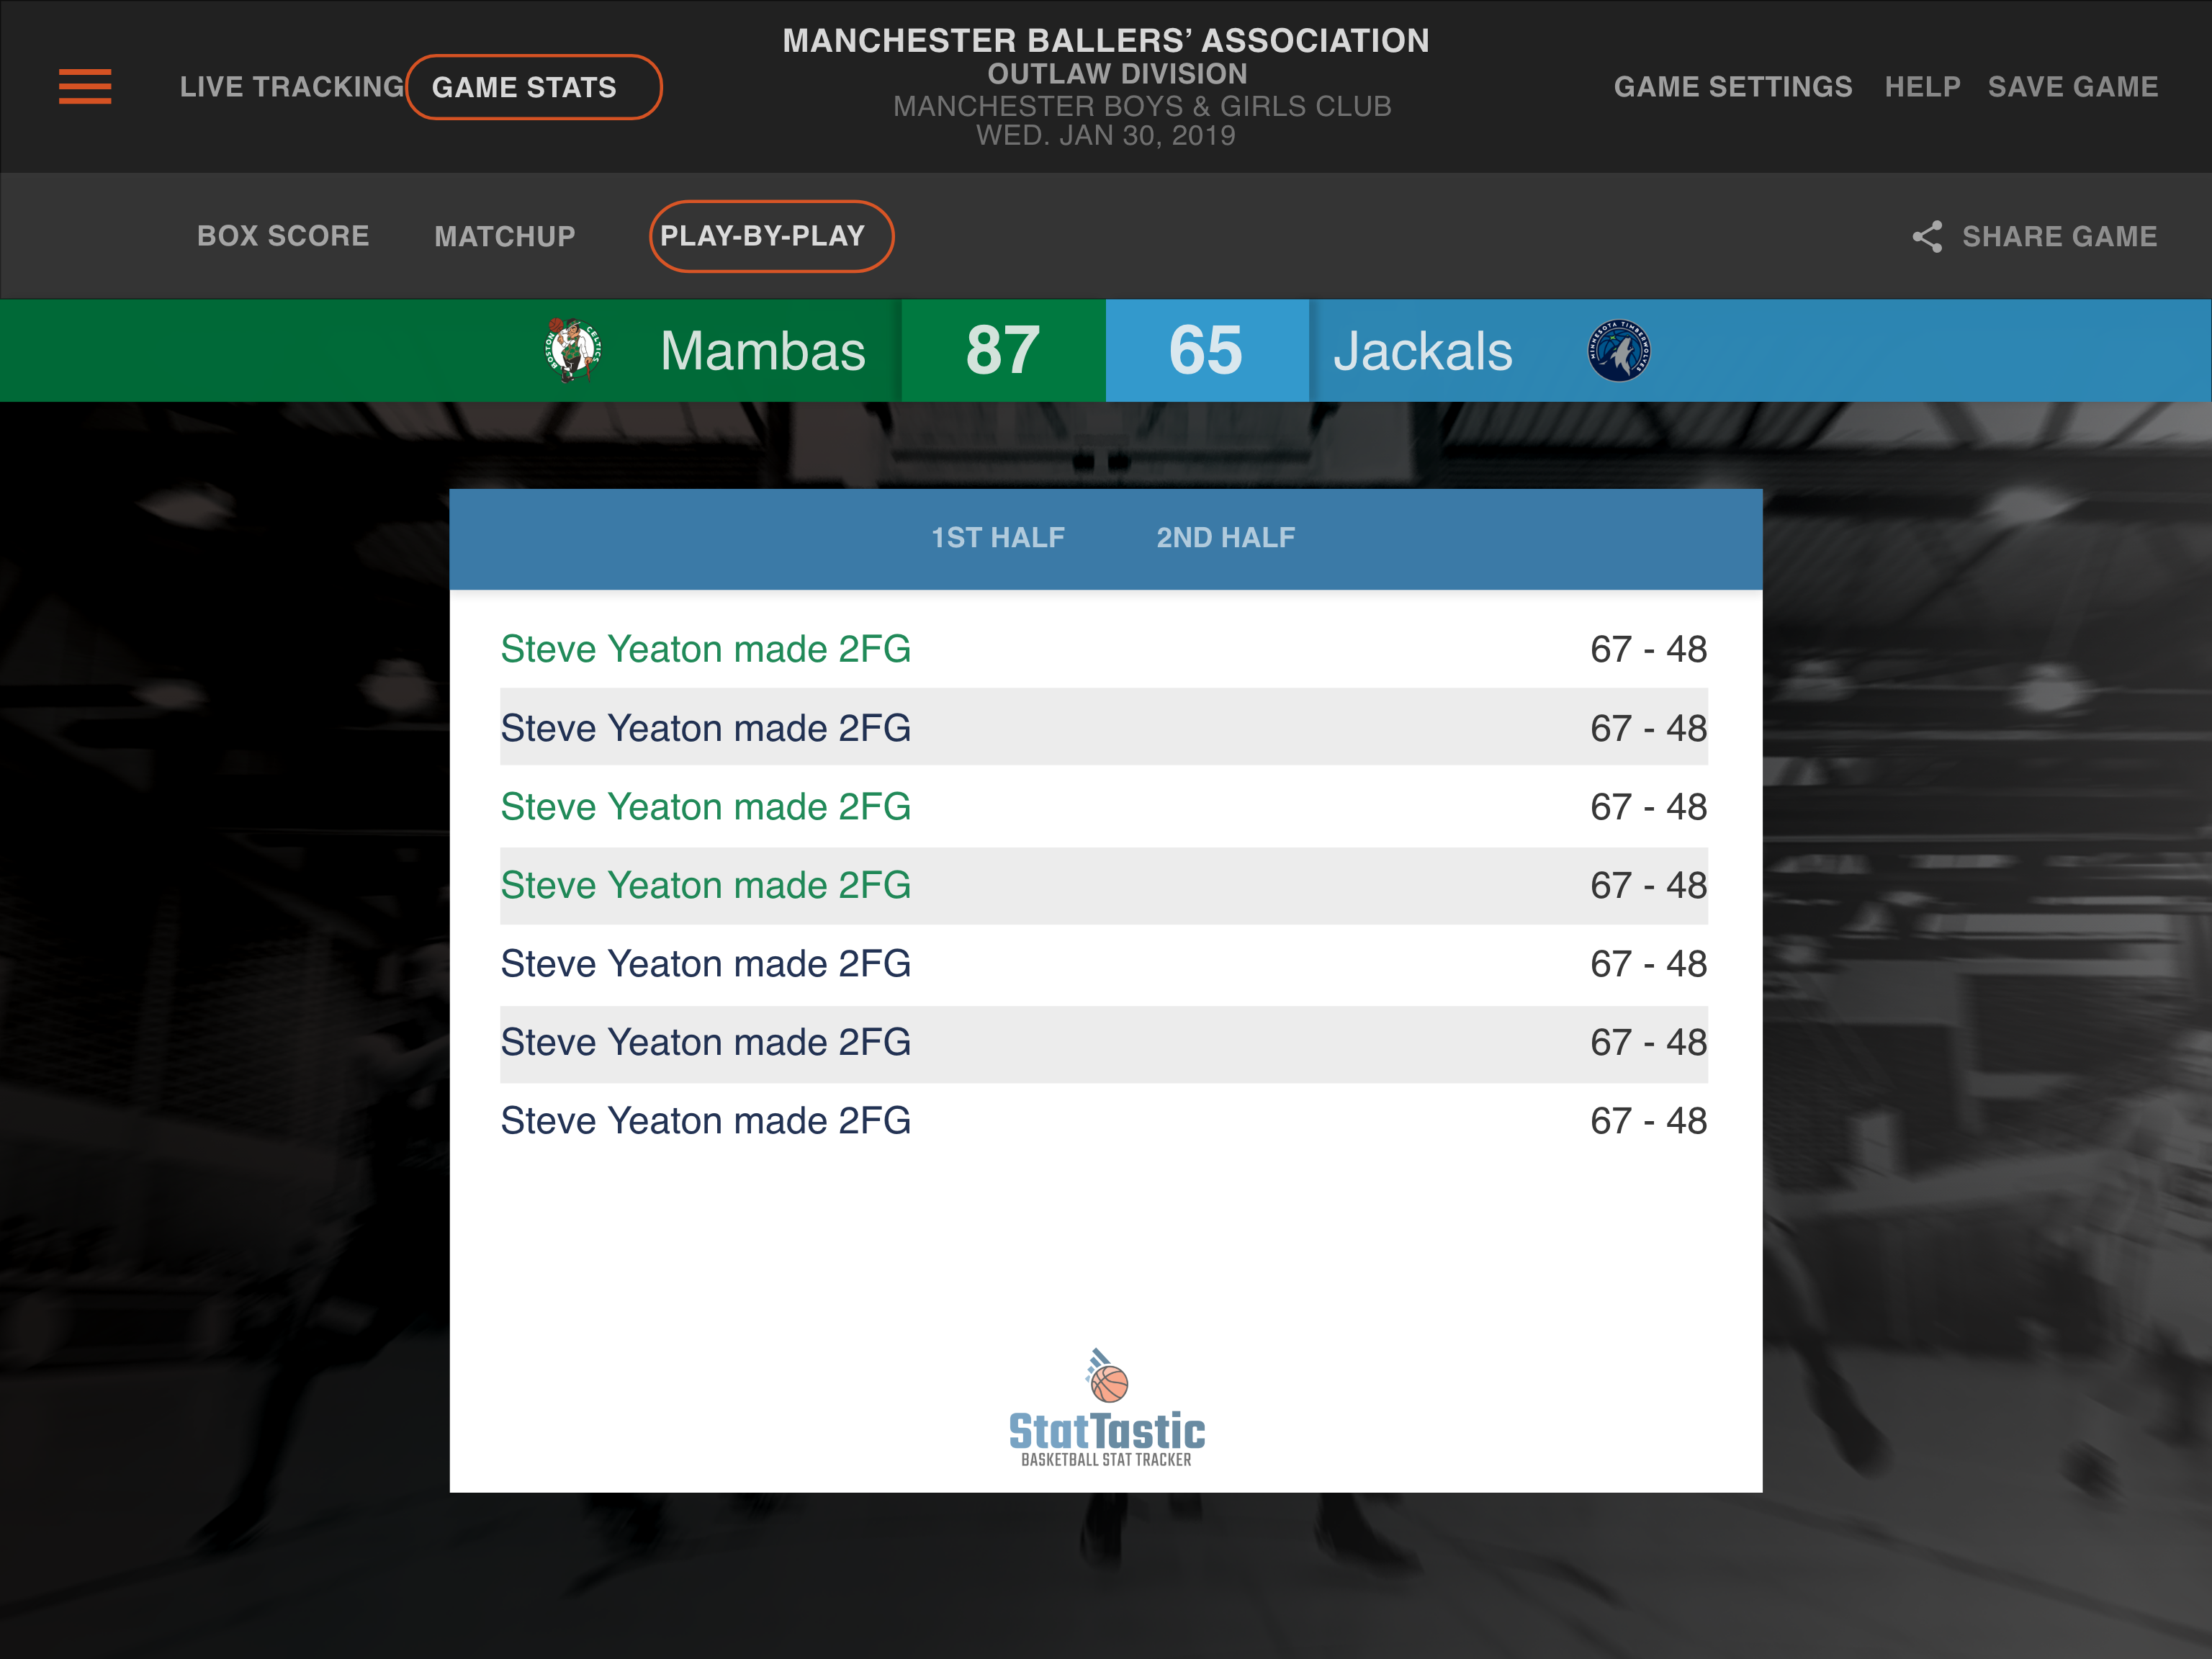 MANCHESTER BALLERS’ ASSOCIATION
OUTLAW DIVISION
MANCHESTER BOYS & GIRLS CLUB
WED. JAN 30, 2019
LIVE TRACKING
GAME STATS
GAME SETTINGS
HELP
SAVE GAME
BOX SCORE
MATCHUP
PLAY-BY-PLAY
SHARE GAME
BOSTON CELTICS
Mambas
87
65
Jackals
MINNESOTA TIMBERWOLVES
1ST HALF
2ND HALF
Steve Yeaton made 2FG 67 - 48
Steve Yeaton made 2FG 67 - 48
Steve Yeaton made 2FG 67 - 48
Steve Yeaton made 2FG 67 - 48
Steve Yeaton made 2FG 67 - 48
Steve Yeaton made 2FG 67 - 48
Steve Yeaton made 2FG 67 - 48
StatTastic
BASKETBALL STAT TRACKER